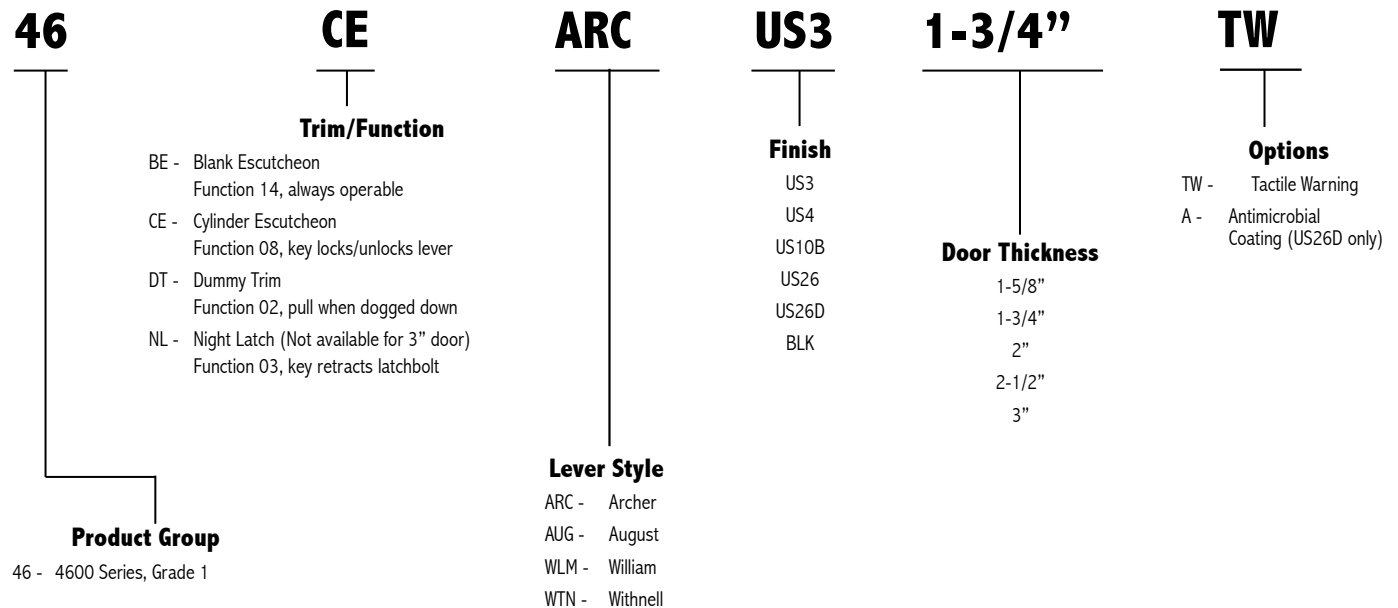 46 CE ARC US3 1-3/4” TW
Trim/Function
BE - Blank Escutcheon
Function 14, always operable
CE - Cylinder Escutcheon
Function 08, key locks/unlocks lever
DT - Dummy Trim
Function 02, pull when dogged down
NL - Night Latch (Not available for 3” door)
Function 03, key retracts latchbolt
Finish
US3
US4
US10B
US26
US26D
BLK
Door Thickness
1-5/8”
1-3/4”
2”
2-1/2”
3”
Options
TW - Tactile Warning
A - Antimicrobial
Coating (US26D only)
Lever Style
ARC - Archer
AUG - August
WLM - William
WTN - Withnell
Product Group
46 - 4600 Series, Grade 1